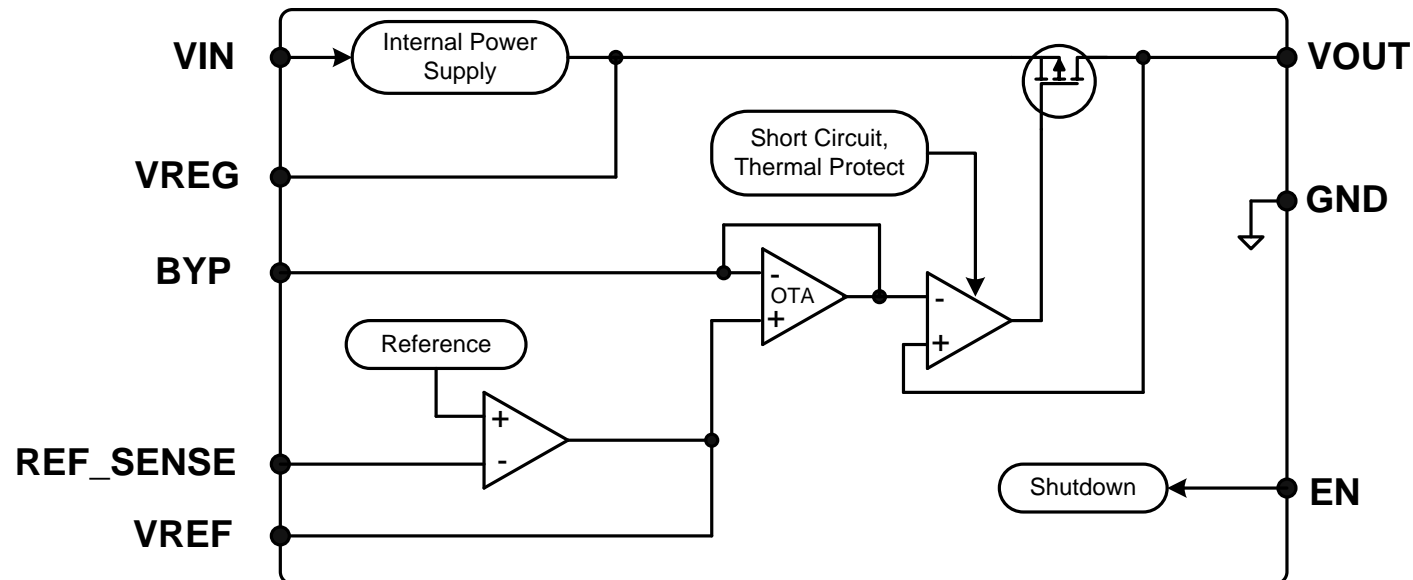 VIN
Internal Power
Supply
VOUT
Short Circuit,
Thermal Protect
VREG
GND
BYP
-
OTA
+
-
+
Reference
+
-
REF_SENSE
Shutdown
EN
VREF